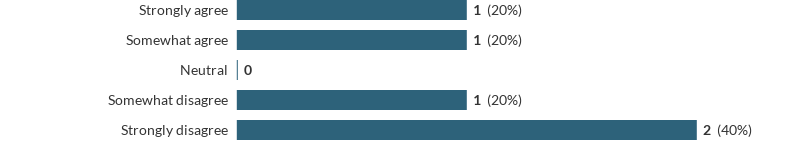 Strongly agree 1 (20%)
Somewhat agree 1 (20%)
Neutral 0
Somewhat disagree 1 (20%)
Strongly disagree 2 (40%)